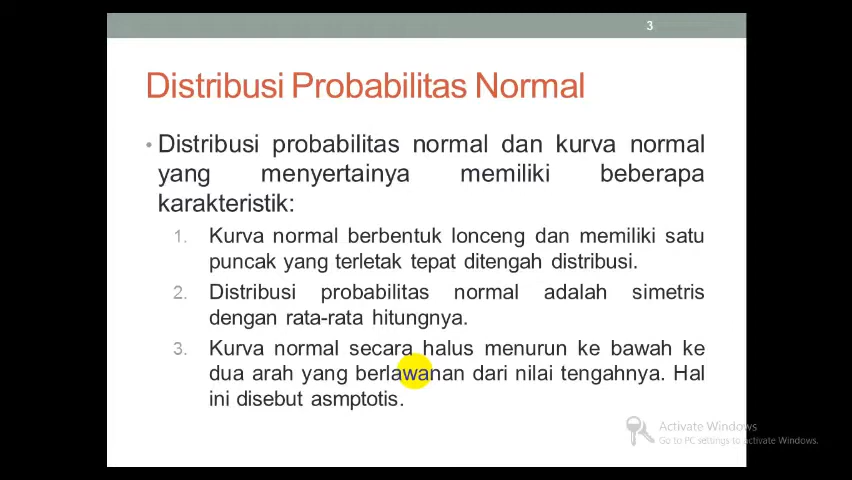 3
Distribusi Probabilitas Normal
• Distribusi probabilitas normal dan kurva normal
yang menyertainya memiliki beberapa
karakteristik:
1. Kurva normal berbentuk lonceng dan memiliki satu
puncak yang terletak tepat ditengah distribusi.
2. Distribusi probabilitas normal adalah simetris
dengan rata-rata hitungnya.
3. Kurva normal secara halus menurun ke bawah ke
dua arah yang berlawanan dari nilai tengahnya. Hal
ini disebut asmptotis.
Activate Windows
Go to PC settings to activate Windows.